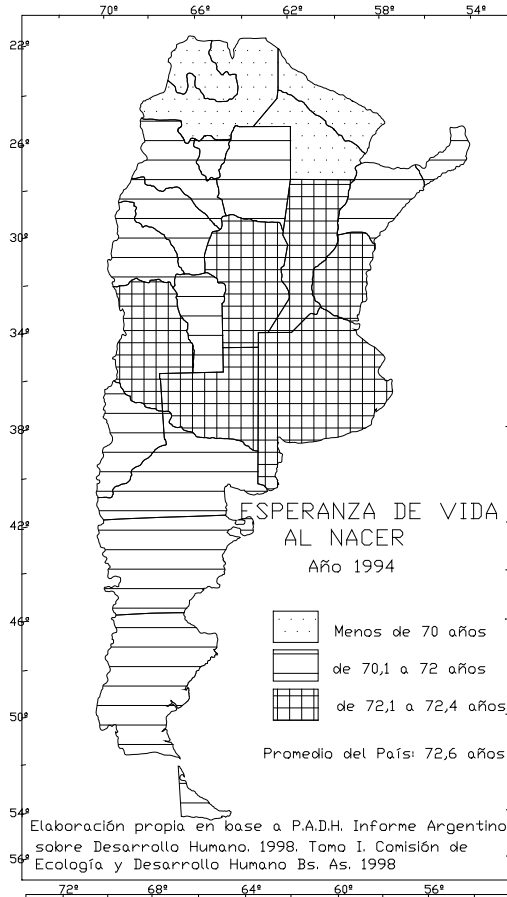 70º 66º 62º 58º 54º
22º
26º
30º
34º
38º
42º
46º
50º
54º
56º
ESPERANZA DE VIDA
AL NACER
Año 1994
Menos de 70 años
de 70,1 a 72 años
de 72,1 a 72,4 años
Promedio del País: 72,6 años
Elaboración propia en base a P.A.D.H. Informe Argentino
sobre Desarrollo Humano. 1998. Tomo I. Comisión de
Ecología y Desarrollo Humano Bs. As. 1998
72º 68º 64º 60º 56º